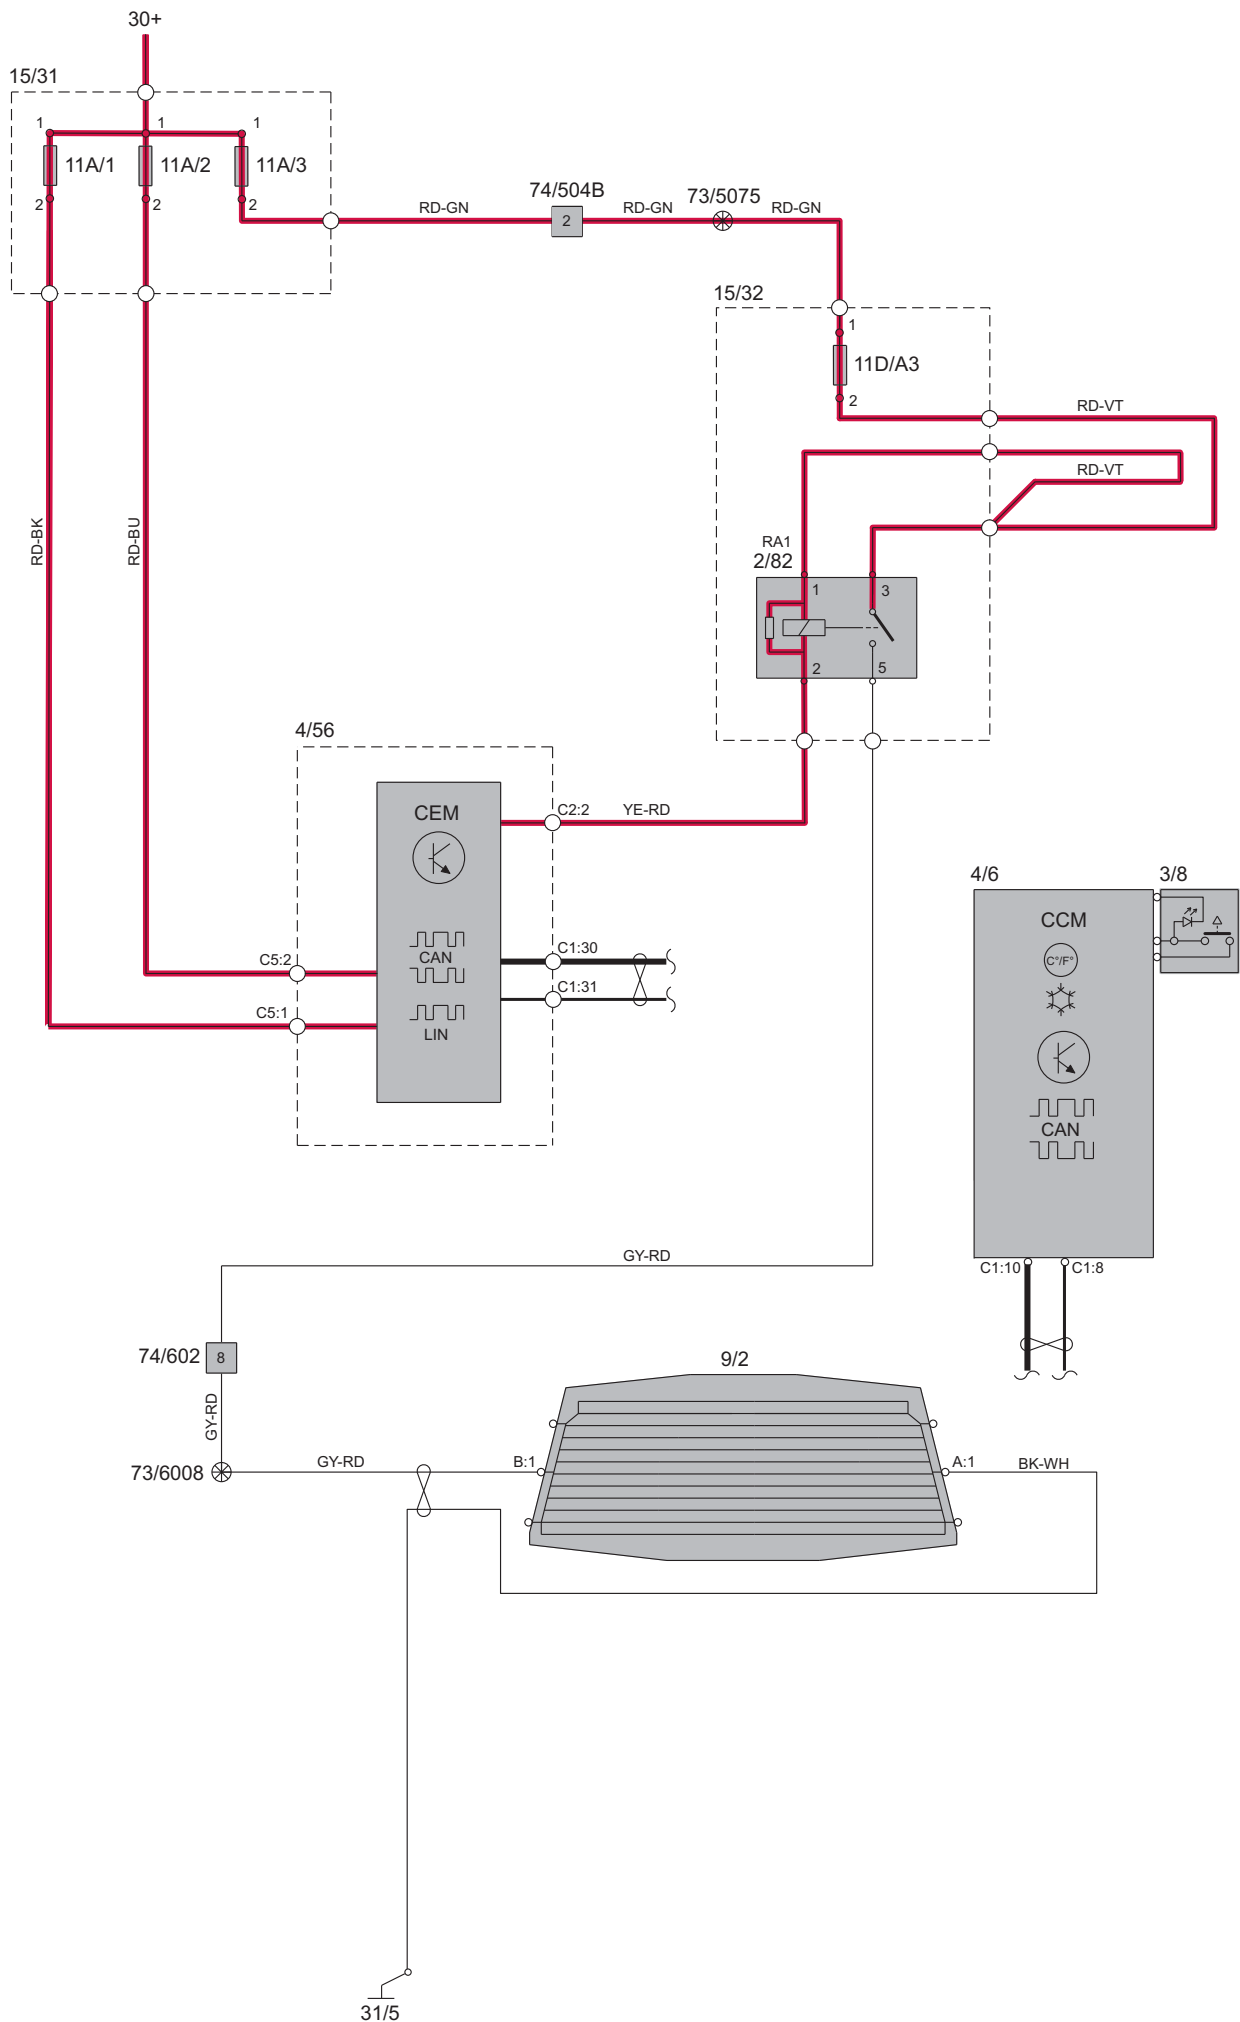 30+
15/31
1 1 1
11A/1 11A/2 11A/3
2 2 2
RD-GN
74/504B
2
RD-GN
73/5075
RD-GN
15/32
1
11D/A3
2
RD-VT
RD-VT
RD-BK
RD-BU
RA1
2/82
1 3
2 5
4/56
CEM
C2:2
YE-RD
CAN
LIN
C5:2
C5:1
C1:30
C1:31
4/6
CCM
C°/F°
CAN
3/8
C1:10 C1:8
GY-RD
74/602
8
GY-RD
73/6008
GY-RD
B:1
9/2
A:1
BK-WH
31/5